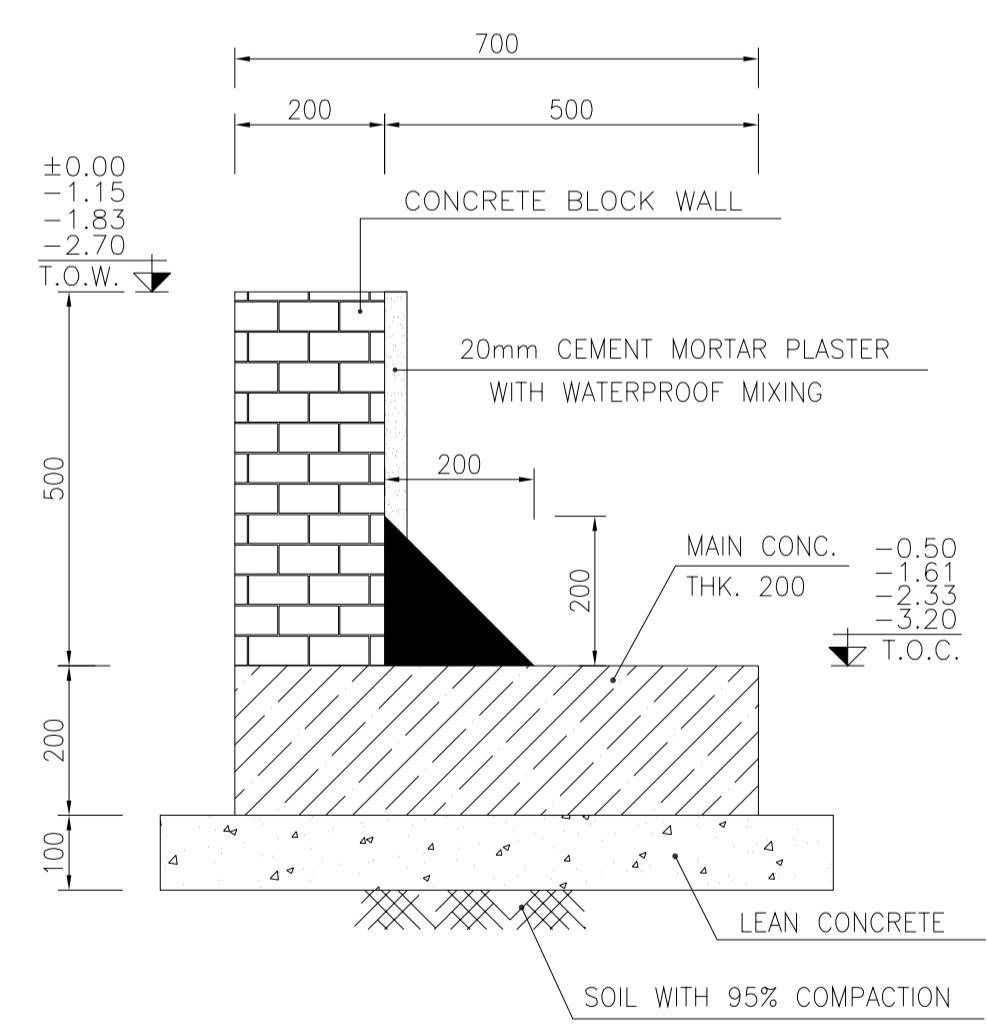 700
200
500
±0.00
-1.15
-1.83
-2.70
T.O.W.
CONCRETE BLOCK WALL
20mm CEMENT MORTAR PLASTER
WITH WATERPROOF MIXING
200
500
200
MAIN CONC.
THK. 200
-0.50
-1.61
-2.33
-3.20
T.O.C.
200
100
LEAN CONCRETE
SOIL WITH 95% COMPACTION